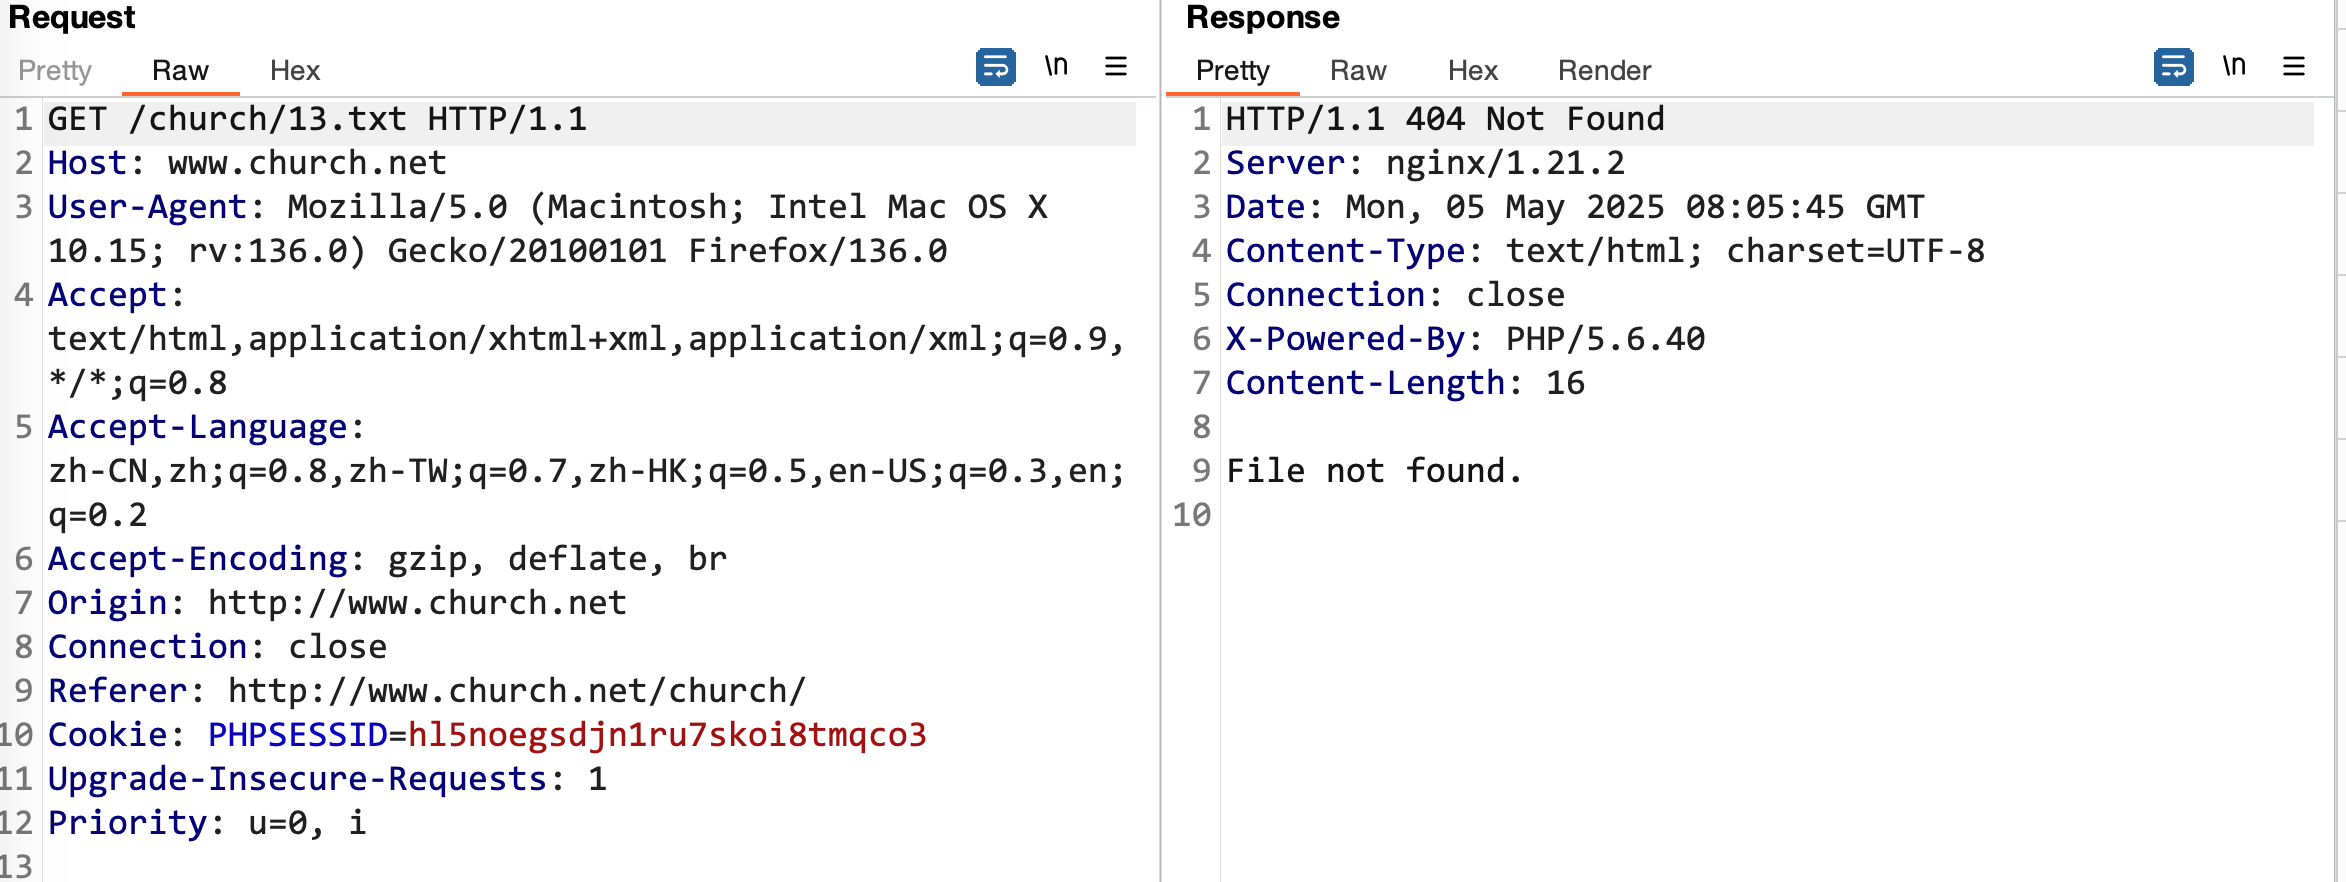 Request
Pretty Raw Hex \n
1 GET /church/13.txt HTTP/1.1
2 Host: www.church.net
3 User-Agent: Mozilla/5.0 (Macintosh; Intel Mac OS X
10.15; rv:136.0) Gecko/20100101 Firefox/136.0
4 Accept:
text/html,application/xhtml+xml,application/xml;q=0.9,
*/*;q=0.8
5 Accept-Language:
zh-CN,zh;q=0.8,zh-TW;q=0.7,zh-HK;q=0.5,en-US;q=0.3,en;
q=0.2
6 Accept-Encoding: gzip, deflate, br
7 Origin: http://www.church.net
8 Connection: close
9 Referer: http://www.church.net/church/
10 Cookie: PHPSESSID=hl5noegsdjn1ru7skoi8tmqco3
11 Upgrade-Insecure-Requests: 1
12 Priority: u=0, i
13
Response
Pretty Raw Hex Render \n
1 HTTP/1.1 404 Not Found
2 Server: nginx/1.21.2
3 Date: Mon, 05 May 2025 08:05:45 GMT
4 Content-Type: text/html; charset=UTF-8
5 Connection: close
6 X-Powered-By: PHP/5.6.40
7 Content-Length: 16
8
9 File not found.
10